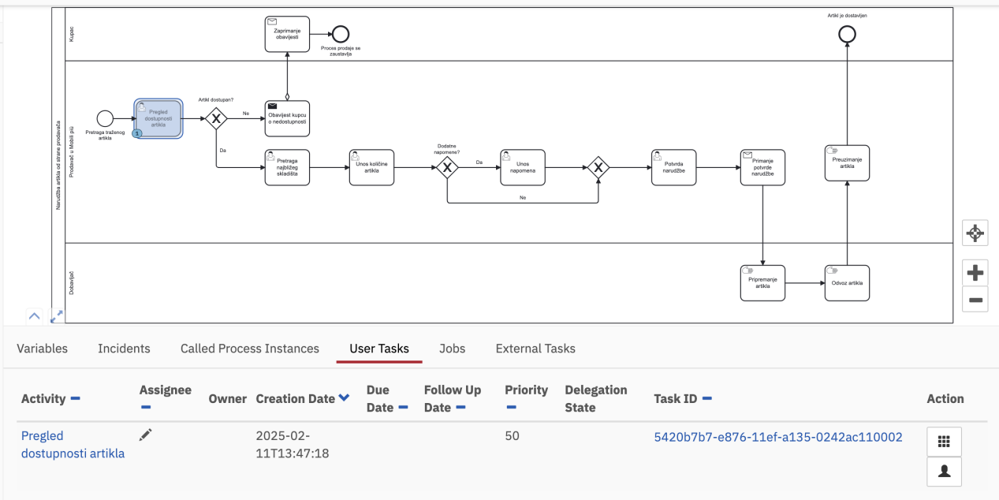 Narudžba artikla od strane prodavača
Kupac
Zaprimanje
obavijesti
Proces prodaje se
zaustavlja
Artikl je dostavljen
Prodavač u Mobili più
Pretraga traženog
artikla
Pregled
dostupnosti
artikla
1
Artikl dostupan?
X
Ne
Da
Obavijest kupcu
o nedostupnosti
Pretraga
najbližeg
skladišta
Unos količine
artikla
Dodatne
napomene?
X
Da
Ne
Unos
napomena
X
Potvrda
narudžbe
Primanje
potvrde
narudžbe
Preuzimanje
artikla
Dobavljač
Pripremanje
artikla
Odvoz artikla
Variables Incidents Called Process Instances User Tasks Jobs External Tasks
Activity Assignee Owner Creation Date Due Date Follow Up Date Priority Delegation State Task ID Action
Pregled
dostupnosti artikla
2025-02-
11T13:47:18
50
5420b7b7-e876-11ef-a135-0242ac110002